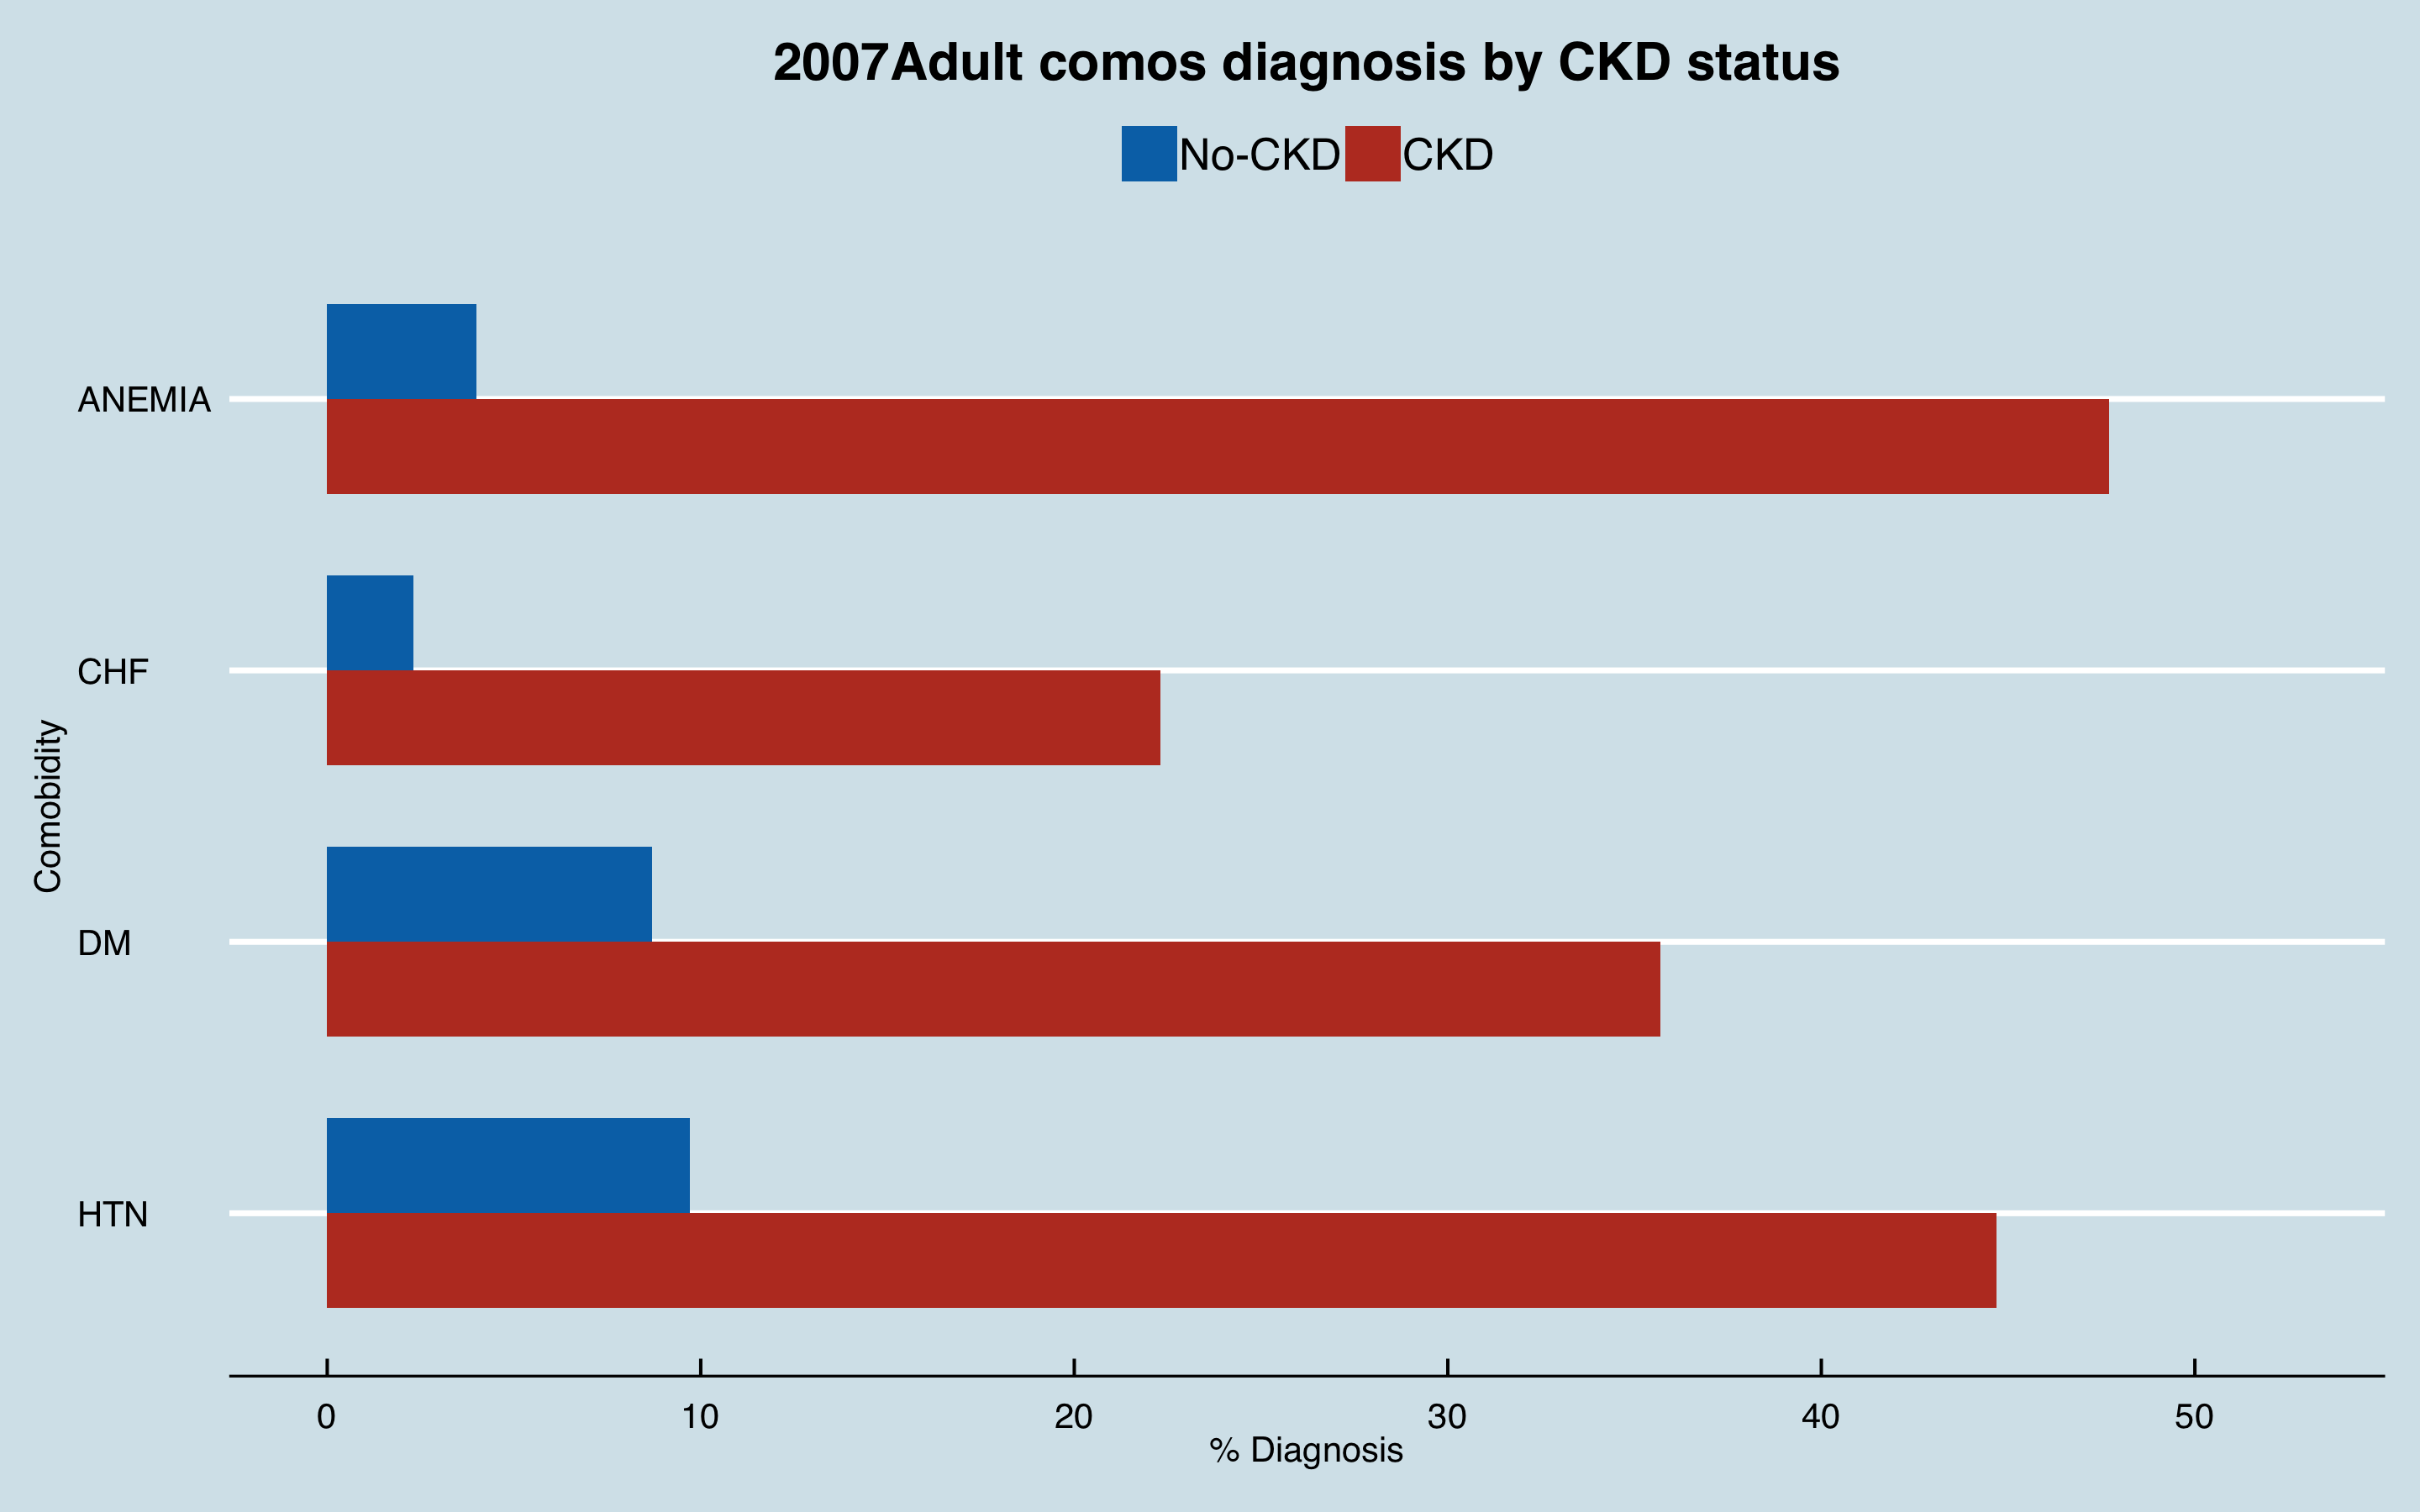 2007Adult comos diagnosis by CKD status
No-CKD CKD
ANEMIA
CHF
DM
HTN
Comobidity
0 10 20 30 40 50
% Diagnosis